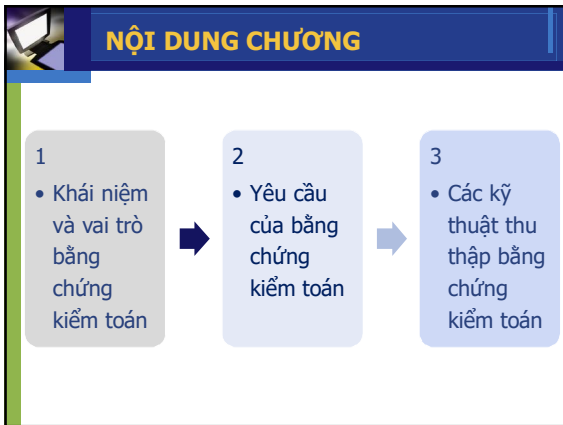 NỘI DUNG CHƯƠNG
1
• Khái niệm
và vai trò
bằng
chứng
kiểm toán
2
• Yêu cầu
của bằng
chứng
kiểm toán
3
• Các kỹ
thuật thu
thập bằng
chứng
kiểm toán